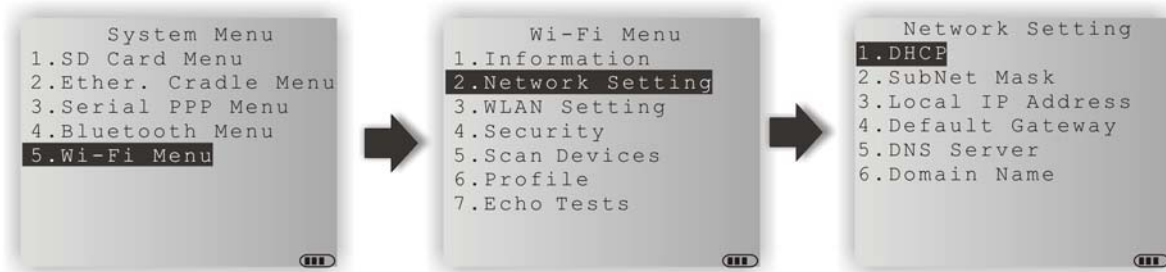 System Menu
1.SD Card Menu
2.Ether. Cradle Menu
3.Serial PPP Menu
4.Bluetooth Menu
5.Wi-Fi Menu
Wi-Fi Menu
1.Information
2.Network Setting
3.WLAN Setting
4.Security
5.Scan Devices
6.Profile
7.Echo Tests
Network Setting
1.DHCP
2.SubNet Mask
3.Local IP Address
4.Default Gateway
5.DNS Server
6.Domain Name